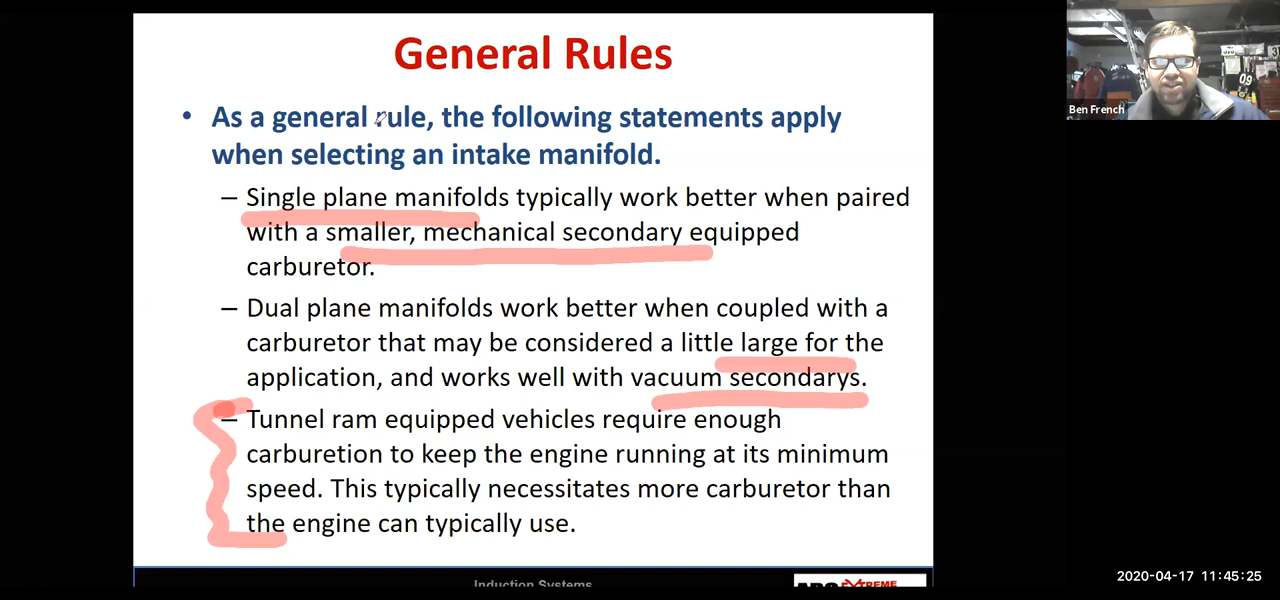 General Rules
• As a general rule, the following statements apply
when selecting an intake manifold.
– Single plane manifolds typically work better when paired
with a smaller, mechanical secondary equipped
carburetor.
– Dual plane manifolds work better when coupled with a
carburetor that may be considered a little large for the
application, and works well with vacuum secondarys.
– Tunnel ram equipped vehicles require enough
carburetion to keep the engine running at its minimum
speed. This typically necessitates more carburetor than
the engine can typically use.
Induction Systems
EXTREME
Ben French
09
2020-04-17 11:45:25